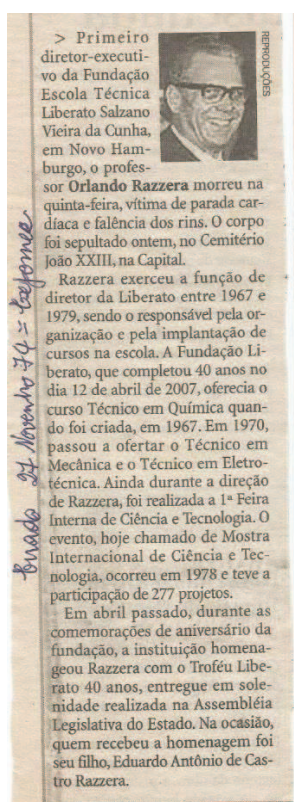 > Primeiro
diretor-executi-
vo da Fundação
Escola Técnica
Liberato Salzano
Vieira da Cunha,
em Novo Ham-
burgo, o profes-
sor Orlando Razzera morreu na
quinta-feira, vítima de parada car-
díaca e falência dos rins. O corpo
foi sepultado ontem, no Cemitério
João XXIII, na Capital.
Razzera exerceu a função de
diretor da Liberato entre 1967 e
1979, sendo o responsável pela or-
ganização e pela implantação de
cursos na escola. A Fundação Li-
berato, que completou 40 anos no
dia 12 de abril de 2007, oferecia o
curso Técnico em Química quan-
do foi criada, em 1967. Em 1970,
passou a ofertar o Técnico em
Mecânica e o Técnico em Eletro-
técnica. Ainda durante a direção
de Razzera, foi realizada a 1ª Feira
Interna de Ciência e Tecnologia. O
evento, hoje chamado de Mostra
Internacional de Ciência e Tec-
nologia, ocorreu em 1978 e teve a
participação de 277 projetos.
Em abril passado, durante as
comemorações de aniversário da
fundação, a instituição homena-
geou Razzera com o Troféu Libe-
rato 40 anos, entregue em sole-
nidade realizada na Assembléia
Legislativa do Estado. Na ocasião,
quem recebeu a homenagem foi
seu filho, Eduardo Antônio de Cas-
tro Razzera.
REPRODUÇÕES
27 Novembro 74 =